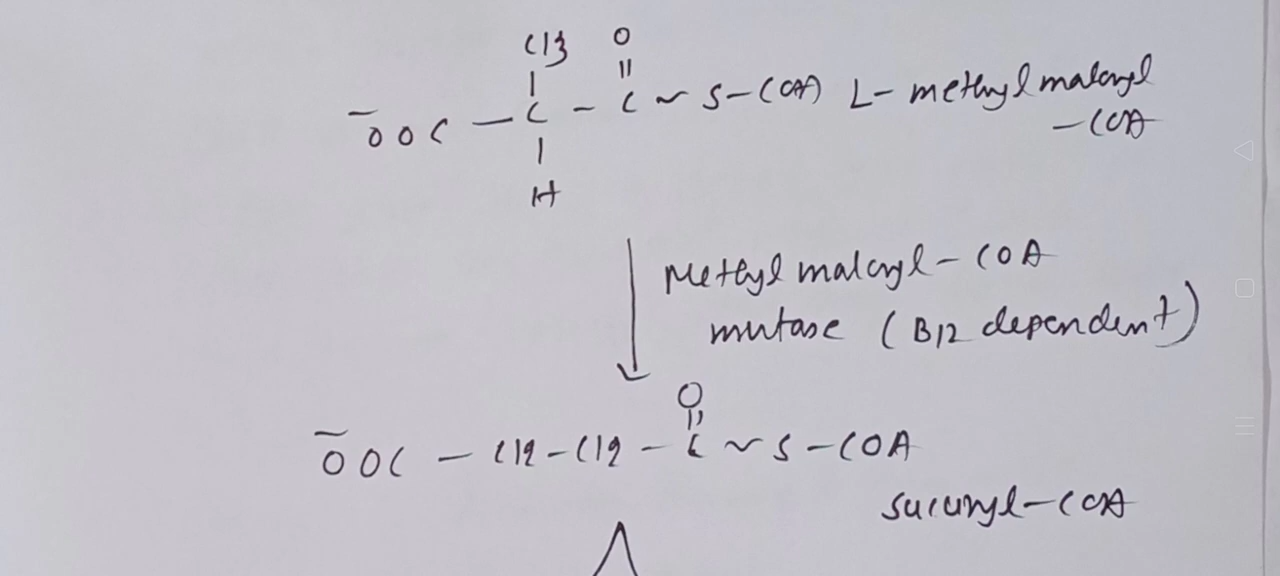 CH3 O
|  ||
⁻OOC — C - C ~ S-COA L-methylmalonyl
-COA
|
H
Methylmalonyl-COA
mutase (B12 dependent)
O
||
⁻OOC - CH2-CH2 - C ~ S-COA
succinyl-COA